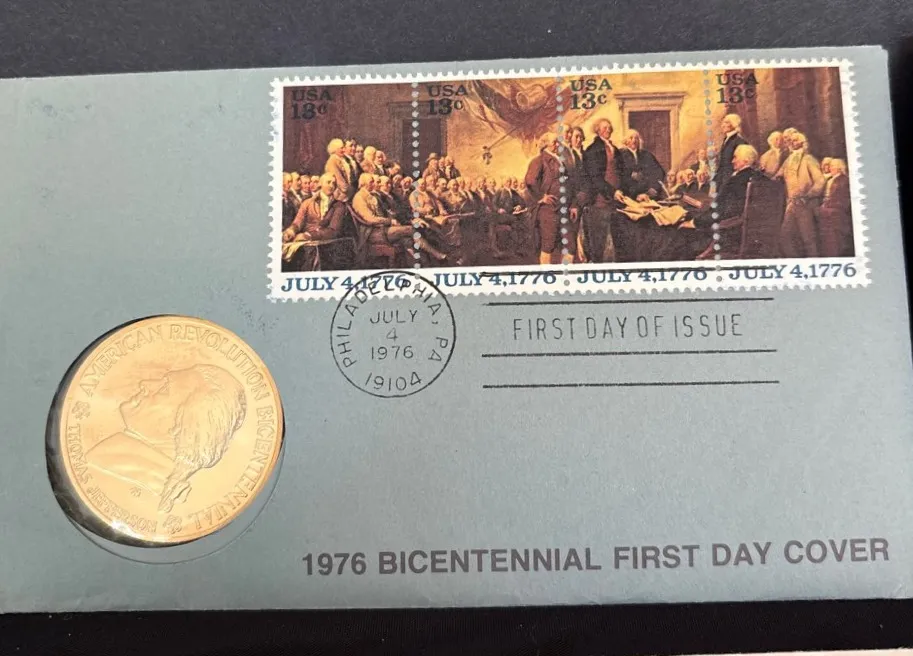 USA 13c
USA 13c
USA 13c
USA 13c
JULY 4,1776
JULY 4,1776
JULY 4,1776
JULY 4,1776
PHILADELPHIA, PA
JULY
4
1976
19104
FIRST DAY OF ISSUE
AMERICAN REVOLUTION BICENTENNIAL
THOMAS JEFFERSON
1976 BICENTENNIAL FIRST DAY COVER